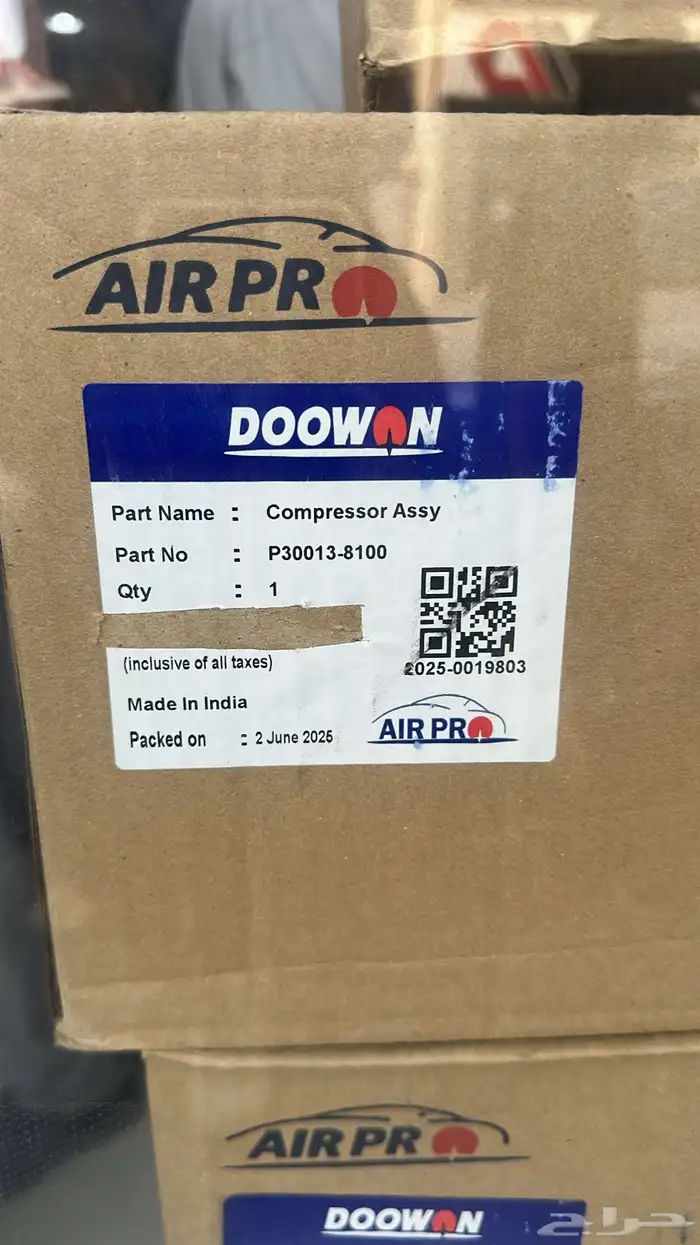 AIR PRO
DOOWON
Part Name : Compressor Assy
Part No : P30013-8100
Qty : 1
(inclusive of all taxes)
2025-0019803
Made In India
Packed on : 2 June 2025
AIR PRO
AIR PRO
DOOWON
حراج